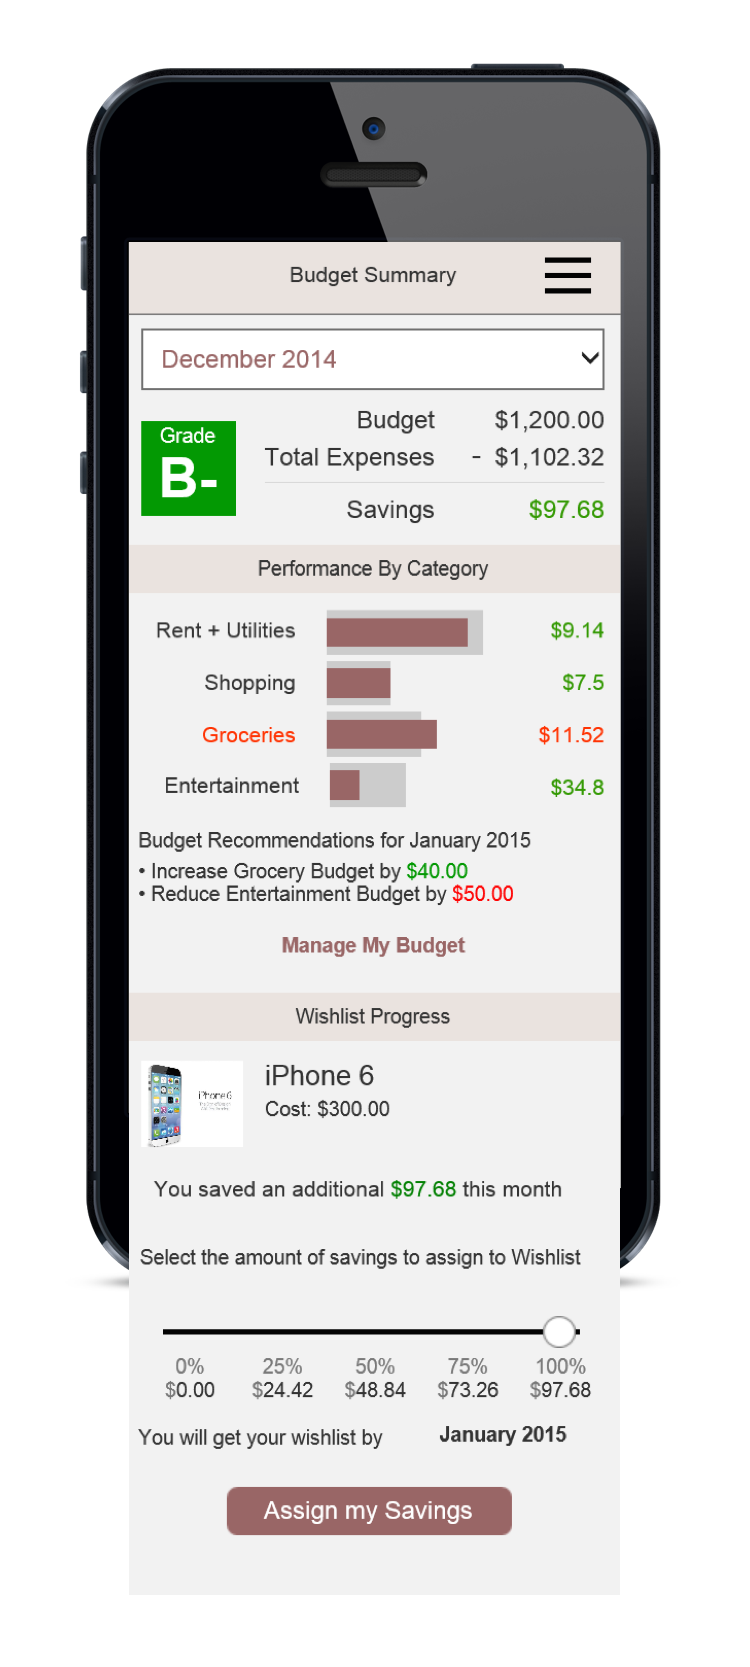 Budget Summary
December 2014
Grade
B-
Budget $1,200.00
Total Expenses - $1,102.32
Savings $97.68
Performance By Category
Rent + Utilities $9.14
Shopping $7.5
Groceries $11.52
Entertainment $34.8
Budget Recommendations for January 2015
• Increase Grocery Budget by $40.00
• Reduce Entertainment Budget by $50.00
Manage My Budget
Wishlist Progress
iPhone 6
iPhone 6
Cost: $300.00
You saved an additional $97.68 this month
Select the amount of savings to assign to Wishlist
0% 25% 50% 75% 100%
$0.00 $24.42 $48.84 $73.26 $97.68
You will get your wishlist by January 2015
Assign my Savings